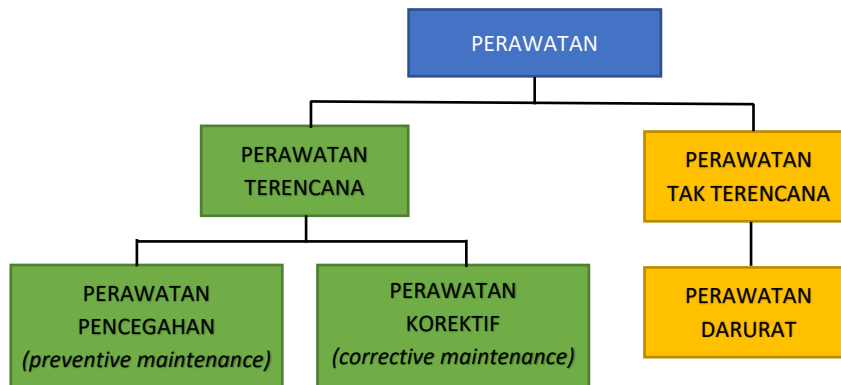 PERAWATAN
PERAWATAN
TERENCANA
PERAWATAN
TAK TERENCANA
PERAWATAN
PENCEGAHAN
(preventive maintenance)
PERAWATAN
KOREKTIF
(corrective maintenance)
PERAWATAN
DARURAT